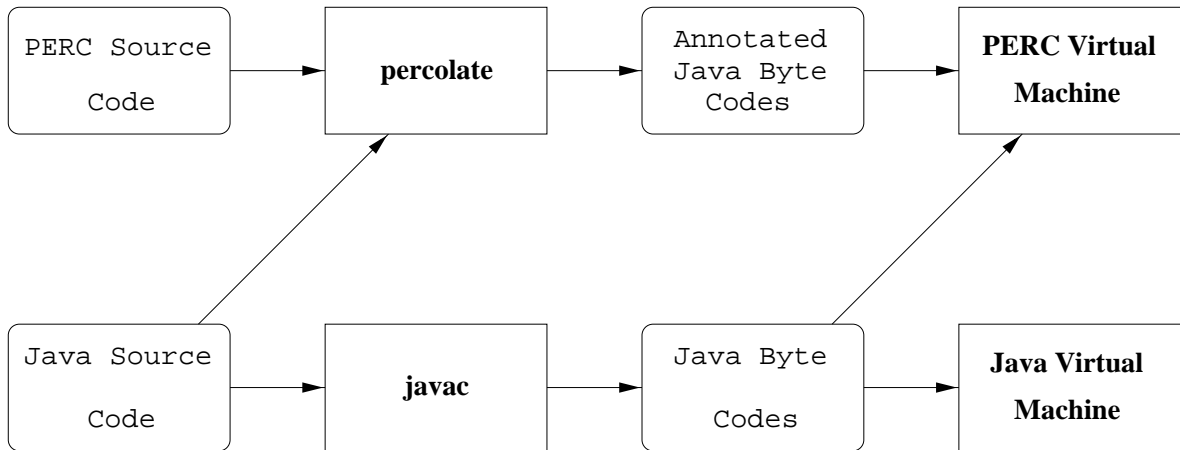 PERC Source
Code
percolate
Annotated
Java Byte
Codes
PERC Virtual
Machine
Java Source
Code
javac
Java Byte
Codes
Java Virtual
Machine